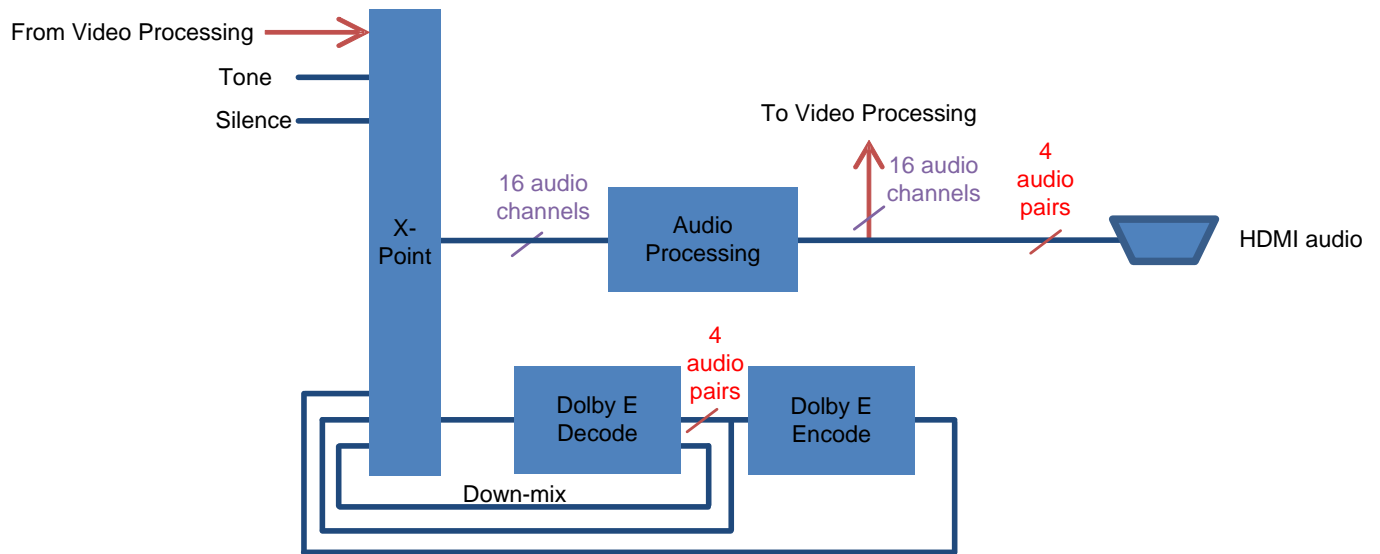 From Video Processing
Tone
Silence
X-
Point
16 audio
channels
Audio
Processing
To Video Processing
16 audio
channels
4
audio
pairs
HDMI audio
Dolby E
Decode
4
audio
pairs
Dolby E
Encode
Down-mix